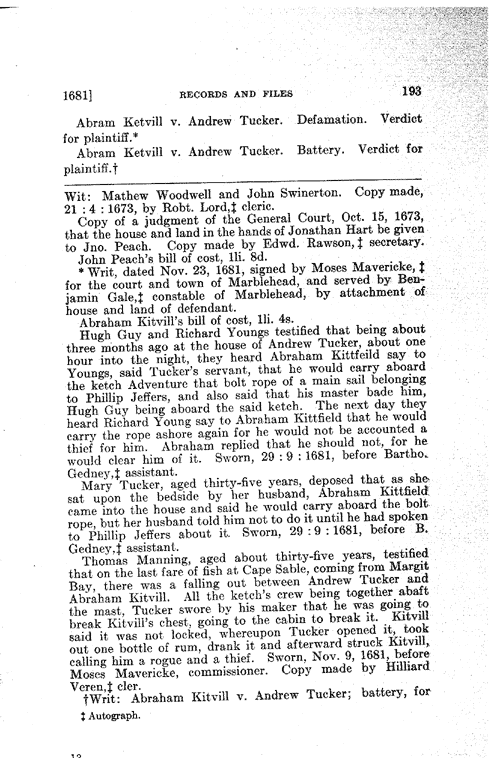 1681] RECORDS AND FILES 193
Abram Ketvill v. Andrew Tucker. Defamation. Verdict
for plaintiff.*
Abram Ketvill v. Andrew Tucker. Battery. Verdict for
plaintiff.†
Wit: Mathew Woodwell and John Swinerton. Copy made,
21 : 4 : 1673, by Robt. Lord,‡ cleric.
Copy of a judgment of the General Court, Oct. 15, 1673,
that the house and land in the hands of Jonathan Hart be given
to Jno. Peach. Copy made by Edwd. Rawson,‡ secretary.
John Peach's bill of cost, 1li. 8d.
* Writ, dated Nov. 23, 1681, signed by Moses Mavericke,‡
for the court and town of Marblehead, and served by Ben-
jamin Gale,‡ constable of Marblehead, by attachment of
house and land of defendant.
Abraham Kitvill's bill of cost, 1li. 4s.
Hugh Guy and Richard Youngs testified that being about
three months ago at the house of Andrew Tucker, about one
hour into the night, they heard Abraham Kittfeild say to
Youngs, said Tucker's servant, that he would carry aboard
the ketch Adventure that bolt rope of a main sail belonging
to Phillip Jeffers, and also said that his master bade him,
Hugh Guy being aboard the said ketch. The next day they
heard Richard Young say to Abraham Kittfield that he would
carry the rope ashore again for he would not be accounted a
thief for him. Abraham replied that he should not, for he
would clear him of it. Sworn, 29 : 9 : 1681, before Bartho.
Gedney,‡ assistant.
Mary Tucker, aged thirty-five years, deposed that as she
sat upon the bedside by her husband, Abraham Kittfield
came into the house and said he would carry aboard the bolt
rope, but her husband told him not to do it until he had spoken
to Phillip Jeffers about it. Sworn, 29 : 9 : 1681, before B.
Gedney,‡ assistant.
Thomas Manning, aged about thirty-five years, testified
that on the last fare of fish at Cape Sable, coming from Margit
Bay, there was a falling out between Andrew Tucker and
Abraham Kitvill. All the ketch's crew being together abaft
the mast, Tucker swore by his maker that he was going to
break Kitvill's chest, going to the cabin to break it. Kitvill
said it was not locked, whereupon Tucker opened it, took
out one bottle of rum, drank it and afterward struck Kitvill,
calling him a rogue and a thief. Sworn, Nov. 9, 1681, before
Moses Mavericke, commissioner. Copy made by Hilliard
Veren,‡ cler.
†Writ: Abraham Kitvill v. Andrew Tucker; battery, for
‡ Autograph.